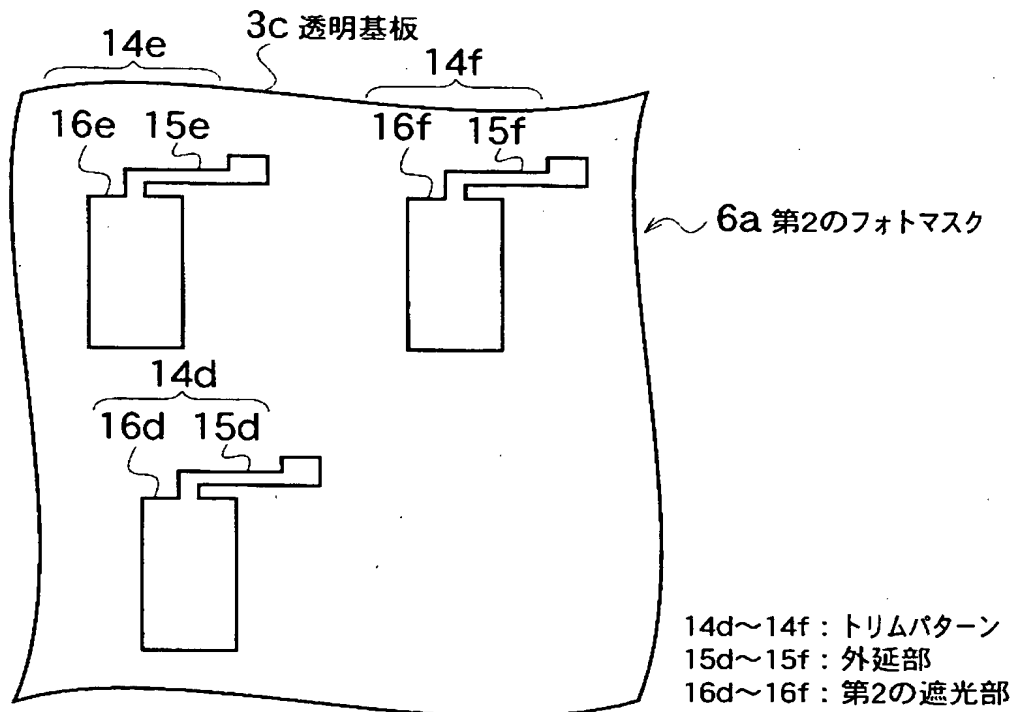 3c 透明基板
14e
14f
16e 15e
16f 15f
6a 第2のフォトマスク
14d
16d 15d
14d～14f : トリムパターン
15d～15f : 外延部
16d～16f : 第2の遮光部